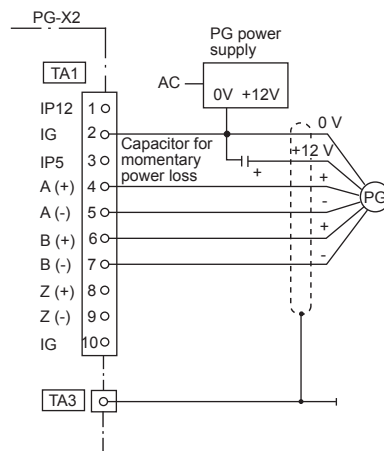 PG-X2
PG power
supply
TA1
AC
0V +12V
IP12 1
0 V
IG 2
Capacitor for
momentary
power loss
+12 V
IP5 3
+
A (+) 4
+
PG
A (-) 5
-
B (+) 6
+
B (-) 7
-
Z (+) 8
Z (-) 9
IG 10
TA3